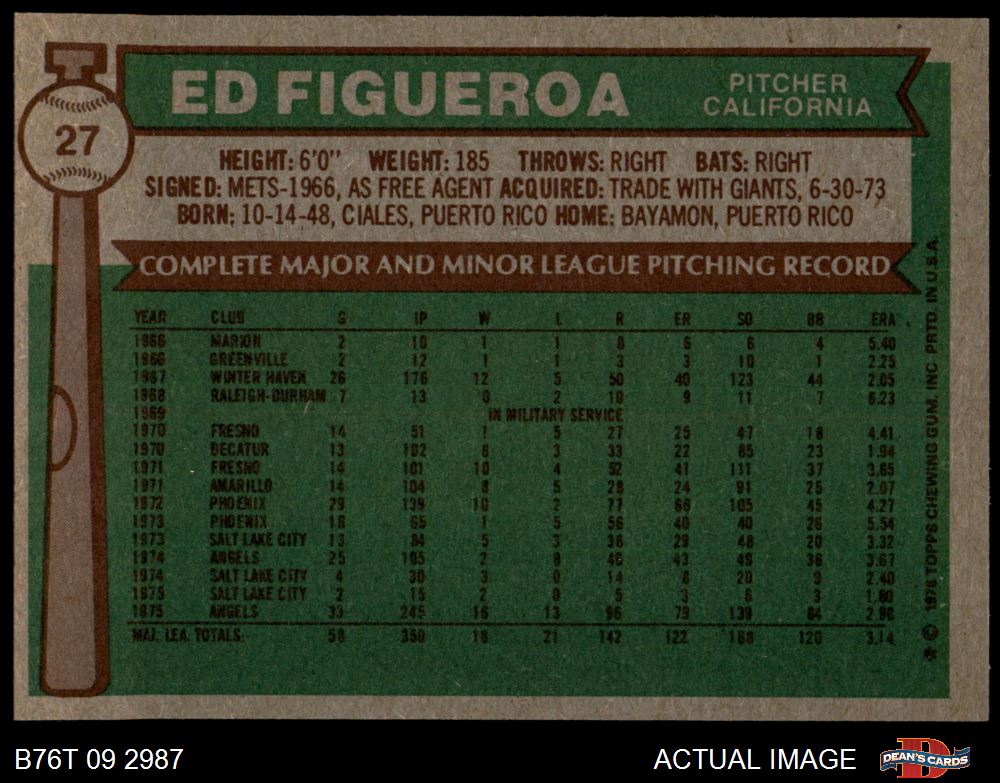 27
ED FIGUEROA
PITCHER
CALIFORNIA
HEIGHT: 6'0" WEIGHT: 185 THROWS: RIGHT BATS: RIGHT
SIGNED: METS-1966, AS FREE AGENT ACQUIRED: TRADE WITH GIANTS, 6-30-73
BORN: 10-14-48, CIALES, PUERTO RICO HOME: BAYAMON, PUERTO RICO
COMPLETE MAJOR AND MINOR LEAGUE PITCHING RECORD
YEAR CLUB G IP W L R ER SO BB ERA
1966 MARION 2 10 1 1 8 6 6 4 5.40
1966 GREENVILLE 2 12 1 1 3 3 10 1 2.25
1967 WINTER HAVEN 26 176 12 5 50 40 123 44 2.05
1968 RALEIGH-DURHAM 7 13 0 2 10 9 11 7 6.23
1969 IN MILITARY SERVICE
1970 FRESNO 14 51 1 5 27 25 47 18 4.41
1970 DECATUR 13 102 8 3 33 22 85 23 1.94
1971 FRESNO 14 101 10 4 52 41 111 37 3.65
1971 AMARILLO 14 104 8 5 28 24 91 25 2.07
1972 PHOENIX 29 139 10 2 77 66 105 45 4.27
1973 PHOENIX 16 65 1 5 56 40 40 26 5.54
1973 SALT LAKE CITY 13 84 5 3 36 29 48 20 3.32
1974 ANGELS 25 105 2 8 46 43 49 36 3.67
1974 SALT LAKE CITY 4 30 3 0 14 8 20 9 2.40
1975 SALT LAKE CITY 2 15 2 0 5 3 6 3 1.80
1975 ANGELS 33 245 16 13 96 79 139 84 2.90
MAJ. LEA. TOTALS: 58 350 18 21 142 122 188 120 3.14
* © 1976 TOPPS CHEWING GUM, INC. PRTD. IN U.S.A.
B76T 09 2987
ACTUAL IMAGE
DEAN'S CARDS